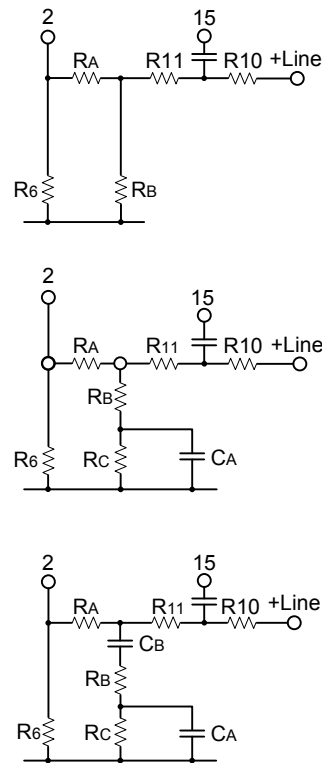 2
15
RA R11 R10 +Line
R6 RB
2
15
RA R11 R10 +Line
RB
R6 RC CA
2
15
RA R11 R10 +Line
CB
RB
R6 RC CA